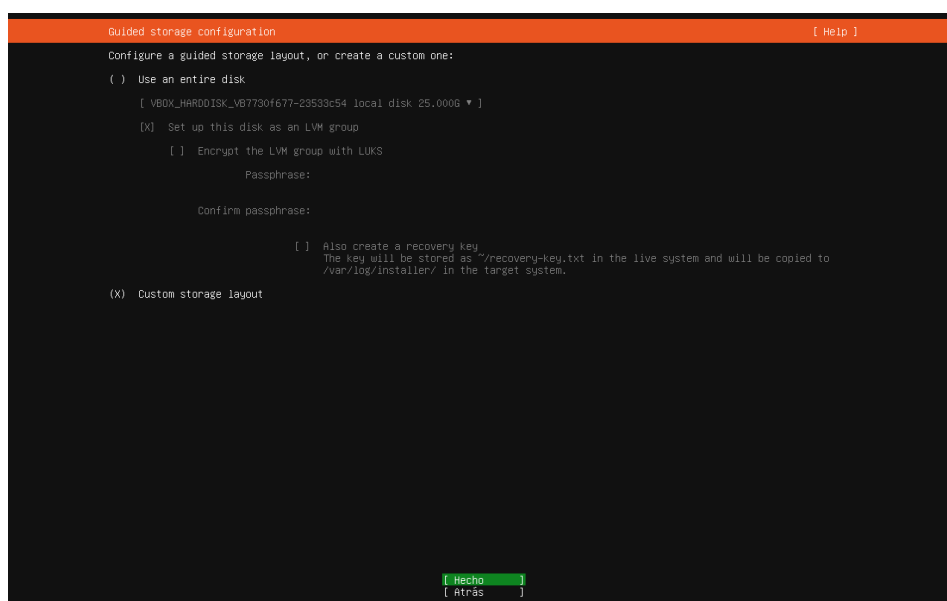 Guided storage configuration [ Help ]
Configure a guided storage layout, or create a custom one:
( ) Use an entire disk
[ VBOX_HARDDISK_VB7730f677-23533c54 local disk 25.000G ▾ ]
[X] Set up this disk as an LVM group
[ ] Encrypt the LVM group with LUKS
Passphrase:
Confirm passphrase:
[ ] Also create a recovery key
The key will be stored as ~/recovery-key.txt in the live system and will be copied to
/var/log/installer/ in the target system.
(X) Custom storage layout
[ Hecho ]
[ Atrás ]